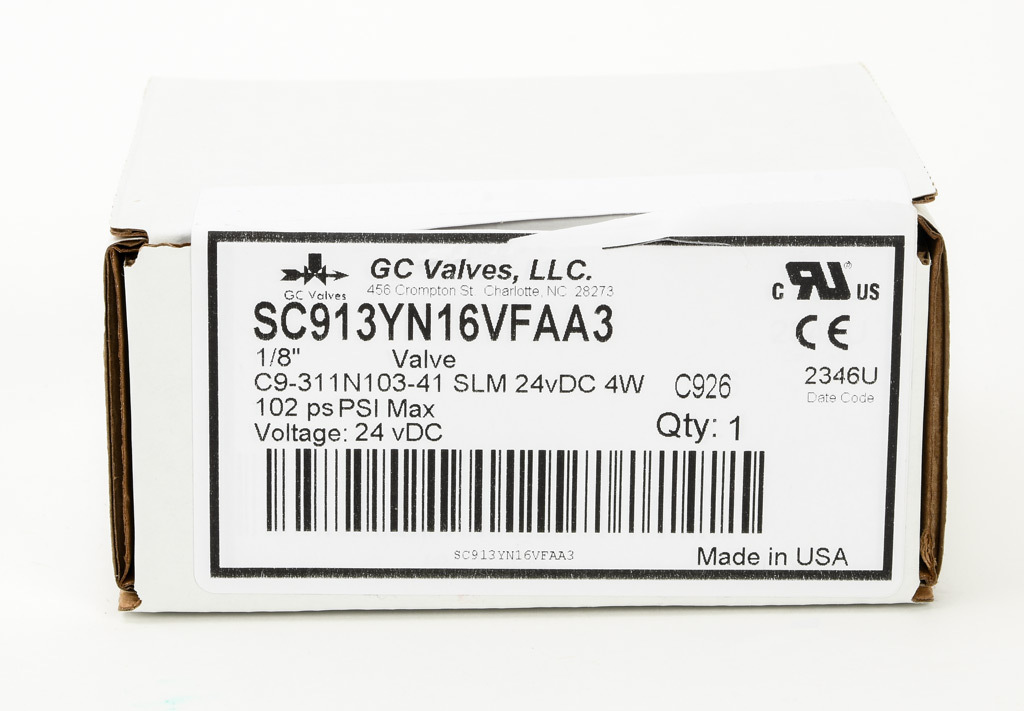 GC Valves, LLC.
GC Valves
456 Crompton St Charlotte, NC 28273
SC913YN16VFAA3
1/8" Valve
C9-311N103-41 SLM 24vDC 4W C926
102 ps PSI Max
Voltage: 24 vDC
Qty: 1
c RU ® US
CE
2346U
Date Code
SC913YN16VFAA3
Made in USA